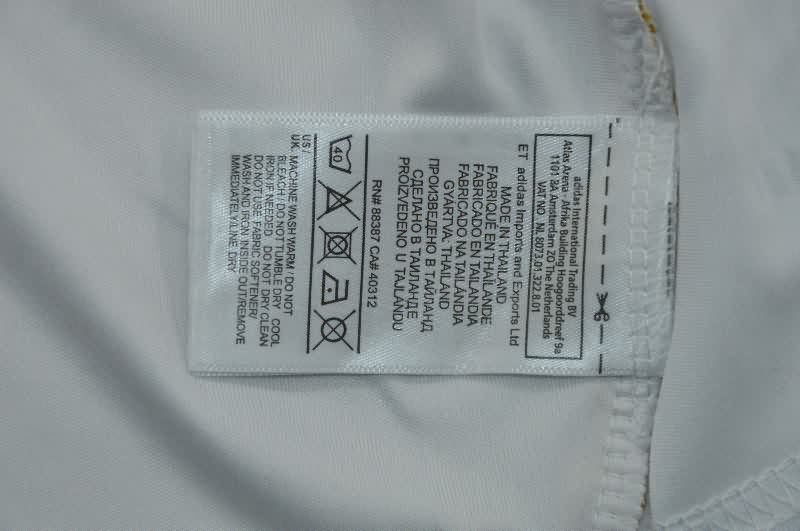 adidas International Trading BV
Atlas Arena / Afrika Building Hoogoorddreef 9a
1101 BA Amsterdam ZO The Netherlands
VAT NO. :NL.8073.01.322.B.01
ET adidas Imports and Exports Ltd
MADE IN THAILAND
FABRIQUE EN THAÏLANDE
FABRICADO EN TAILANDIA
FABRICADO NA TAILÂNDIA
GYÁRTVA: THAILAND
ПРОИЗВЕДЕНО В ТАЙЛАНД
СДЕЛАНО В ТАИЛАНДЕ
PROIZVEDENO U TAJLANDU
RN# 88387 CA# 40312
40
US /
UK: MACHINE WASH WARM / DO NOT
BLEACH / DO NOT TUMBLE DRY COOL
IRON IF NEEDED DO NOT DRY CLEAN
DO NOT USE FABRIC SOFTENER/
WASH AND IRON INSIDE OUT/REMOVE
IMMEDIATELY/LINE DRY